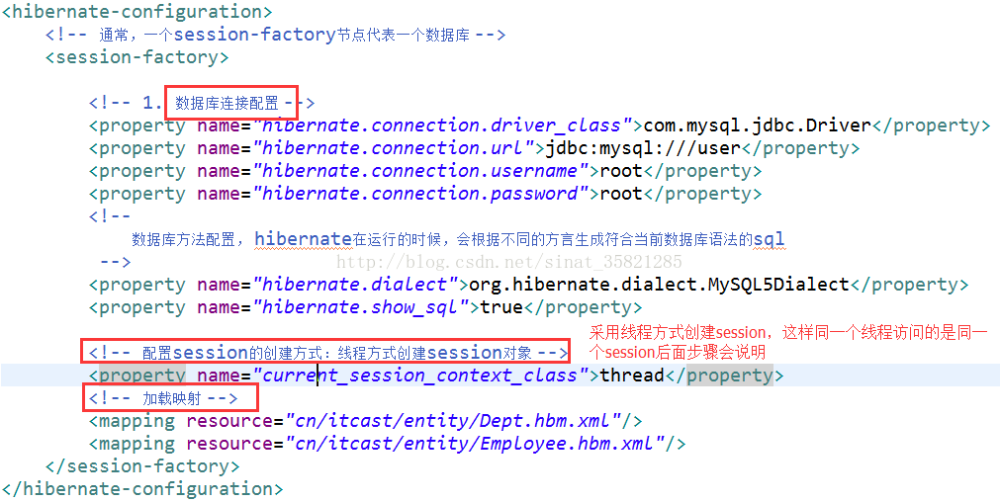 <hibernate-configuration>
<!-- 通常，一个session-factory节点代表一个数据库 -->
<session-factory>
<!-- 1. 数据库连接配置 -->
<property name="hibernate.connection.driver_class">com.mysql.jdbc.Driver</property>
<property name="hibernate.connection.url">jdbc:mysql:///user</property>
<property name="hibernate.connection.username">root</property>
<property name="hibernate.connection.password">root</property>
<!--
数据库方法配置， hibernate在运行的时候，会根据不同的方言生成符合当前数据库语法的sql
-->
http://blog.csdn.net/sinat_35821285
<property name="hibernate.dialect">org.hibernate.dialect.MySQL5Dialect</property>
<property name="hibernate.show_sql">true</property>
采用线程方式创建session，这样同一个线程访问的是同一
个session后面步骤会说明
<!-- 配置session的创建方式：线程方式创建session对象 -->
<property name="current_session_context_class">thread</property>
<!-- 加载映射 -->
<mapping resource="cn/itcast/entity/Dept.hbm.xml"/>
<mapping resource="cn/itcast/entity/Employee.hbm.xml"/>
</session-factory>
</hibernate-configuration>